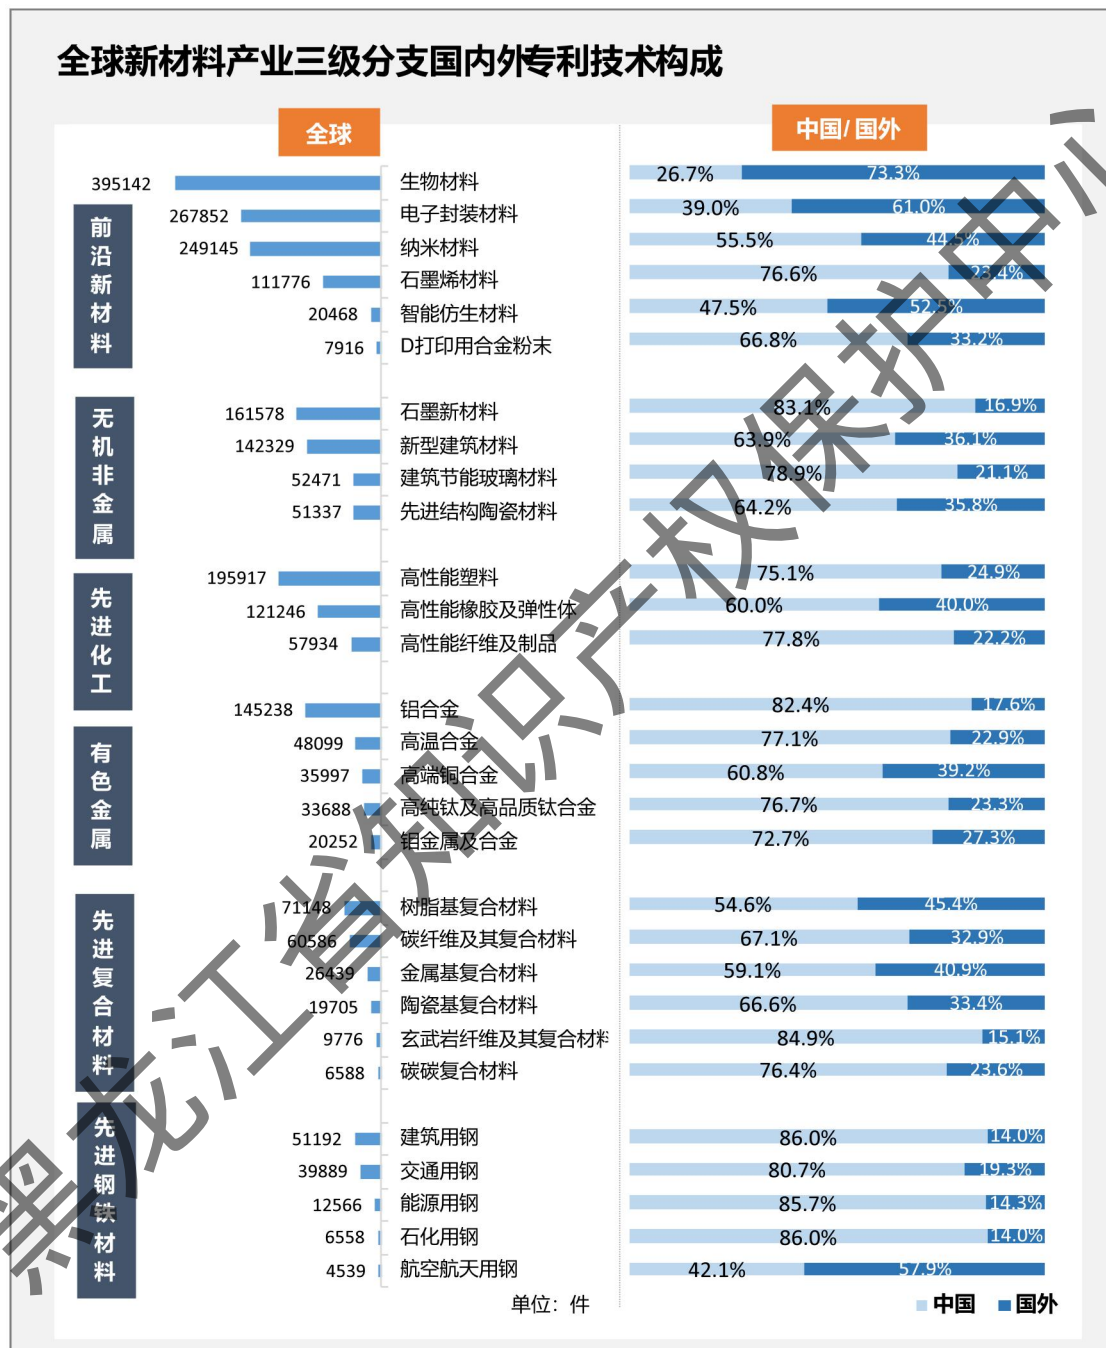 全球新材料产业三级分支国内外专利技术构成
全球
中国/国外
395142 生物材料 26.7% 73.3%
前沿新材料
267852 电子封装材料 39.0% 61.0%
249145 纳米材料 55.5% 44.5%
111776 石墨烯材料 76.6% 23.4%
20468 智能仿生材料 47.5% 52.5%
7916 D打印用合金粉末 66.8% 33.2%
无机非金属
161578 石墨新材料 83.1% 16.9%
142329 新型建筑材料 63.9% 36.1%
52471 建筑节能玻璃材料 78.9% 21.1%
51337 先进结构陶瓷材料 64.2% 35.8%
先进化工
195917 高性能塑料 75.1% 24.9%
121246 高性能橡胶及弹性体 60.0% 40.0%
57934 高性能纤维及制品 77.8% 22.2%
有色金属
145238 铝合金 82.4% 17.6%
48099 高温合金 77.1% 22.9%
35997 高端铜合金 60.8% 39.2%
33688 高纯钛及高品质钛合金 76.7% 23.3%
20252 钼金属及合金 72.7% 27.3%
先进复合材料
71148 树脂基复合材料 54.6% 45.4%
60586 碳纤维及其复合材料 67.1% 32.9%
26439 金属基复合材料 59.1% 40.9%
19705 陶瓷基复合材料 66.6% 33.4%
9776 玄武岩纤维及其复合材料 84.9% 15.1%
6588 碳碳复合材料 76.4% 23.6%
先进钢铁材料
51192 建筑用钢 86.0% 14.0%
39889 交通用钢 80.7% 19.3%
12566 能源用钢 85.7% 14.3%
6558 石化用钢 86.0% 14.0%
4539 航空航天用钢 42.1% 57.9%
单位：件
中国 国外
黑龙江省知识产权保护中心